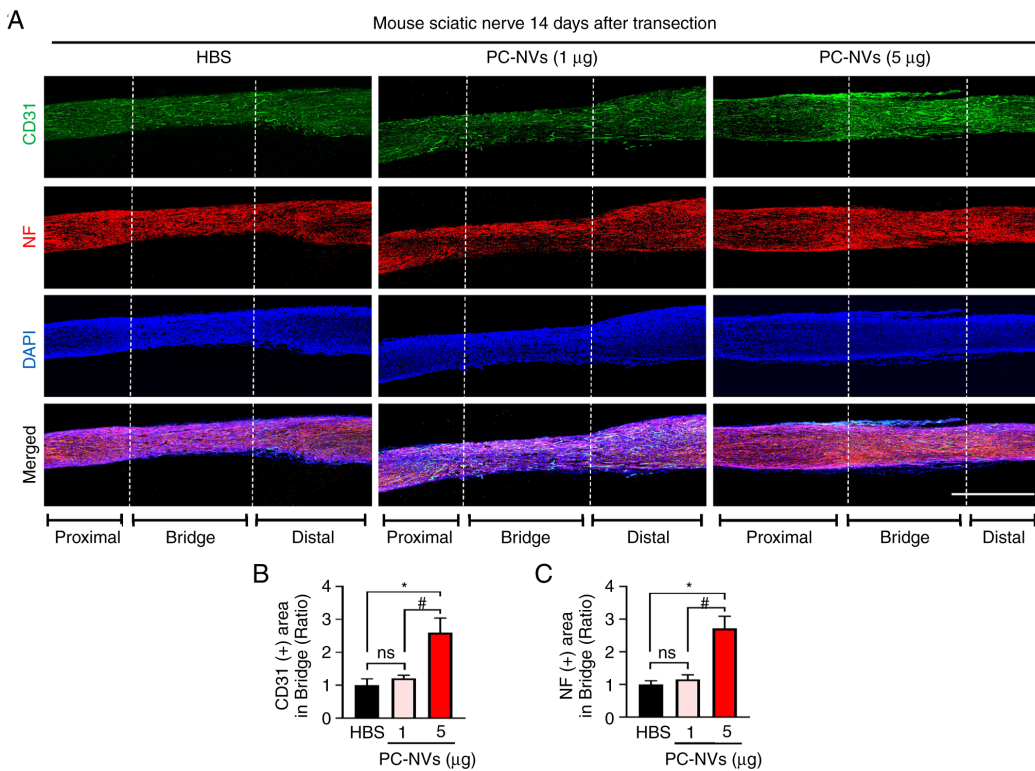 A
Mouse sciatic nerve 14 days after transection
HBS
PC-NVs (1 μg)
PC-NVs (5 μg)
CD31
NF
DAPI
Merged
Proximal Bridge Distal Proximal Bridge Distal Proximal Bridge Distal
B
CD31 (+) area
in Bridge (Ratio)
4
3
2
1
0
*
#
ns
HBS 1 5
PC-NVs (μg)
C
NF (+) area
in Bridge (Ratio)
4
3
2
1
0
*
#
ns
HBS 1 5
PC-NVs (μg)